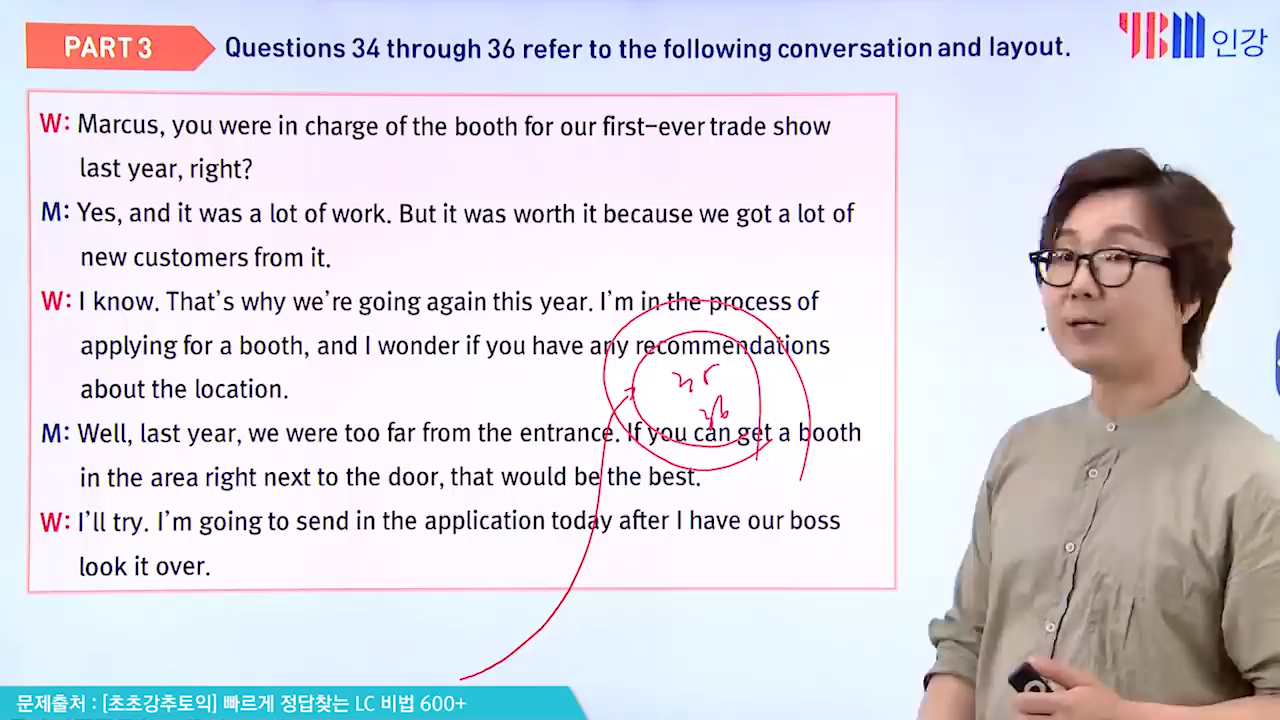 PART 3
Questions 34 through 36 refer to the following conversation and layout.
YBM 인강
W: Marcus, you were in charge of the booth for our first-ever trade show
last year, right?
M: Yes, and it was a lot of work. But it was worth it because we got a lot of
new customers from it.
W: I know. That's why we're going again this year. I'm in the process of
applying for a booth, and I wonder if you have any recommendations
about the location.
35
36
M: Well, last year, we were too far from the entrance. If you can get a booth
in the area right next to the door, that would be the best.
W: I'll try. I'm going to send in the application today after I have our boss
look it over.
문제출처 : [초초강추토익] 빠르게 정답찾는 LC 비법 600+